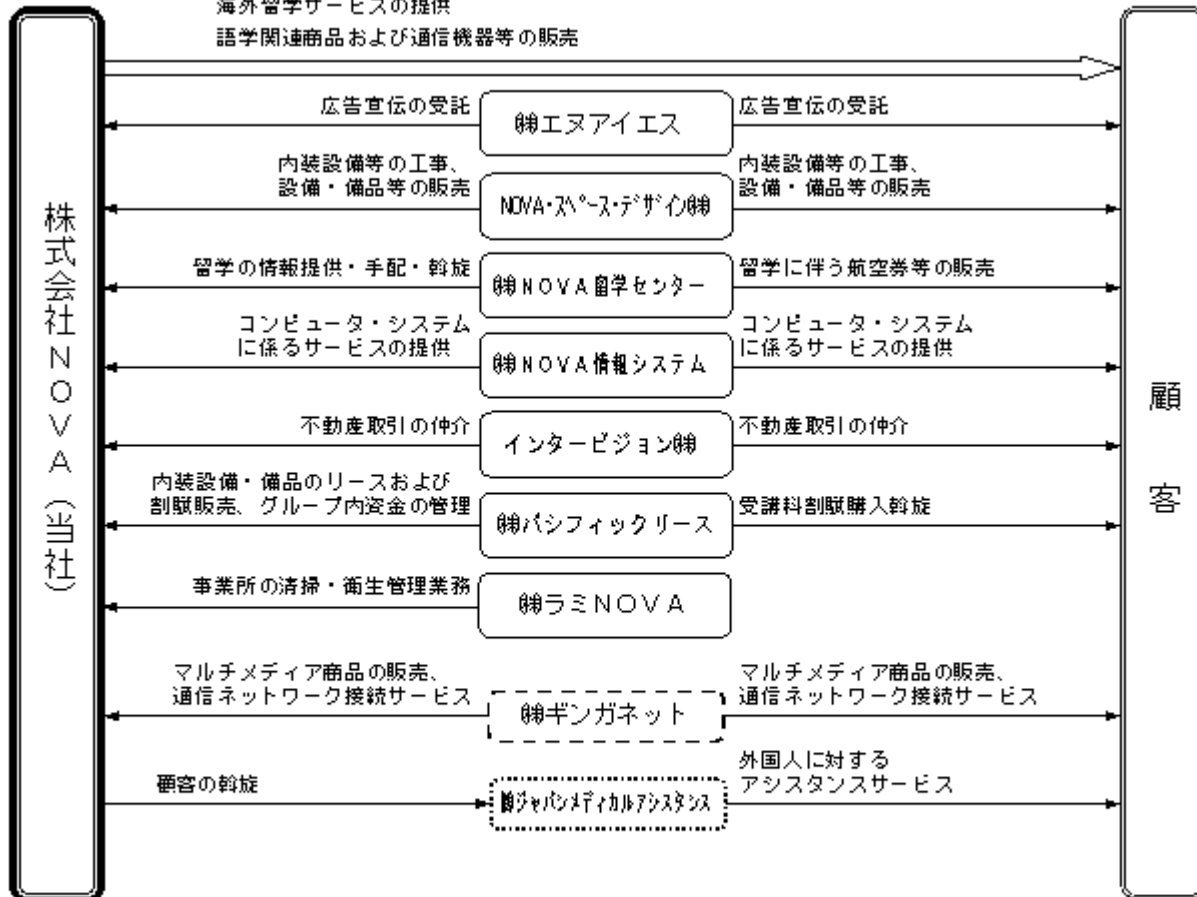 海外留学サービスの提供
語学関連商品および通信機器等の販売
株式会社NOVA（当社）
顧客
広告宣伝の受託
㈱エヌアイエス
広告宣伝の受託
内装設備等の工事、
設備・備品等の販売
NOVA・スペース・デザイン㈱
内装設備等の工事、
設備・備品等の販売
留学の情報提供・手配・斡旋
㈱NOVA留学センター
留学に伴う航空券等の販売
コンピュータ・システム
に係るサービスの提供
㈱NOVA情報システム
コンピュータ・システム
に係るサービスの提供
不動産取引の仲介
インタービジョン㈱
不動産取引の仲介
内装設備・備品のリースおよび
割賦販売、グループ内資金の管理
㈱パシフィックリース
受講料割賦購入斡旋
事業所の清掃・衛生管理業務
㈱ラミNOVA
マルチメディア商品の販売、
通信ネットワーク接続サービス
㈱ギンガネット
マルチメディア商品の販売、
通信ネットワーク接続サービス
顧客の斡旋
㈱ジャパンメディカルアシスタンス
外国人に対する
アシスタンスサービス